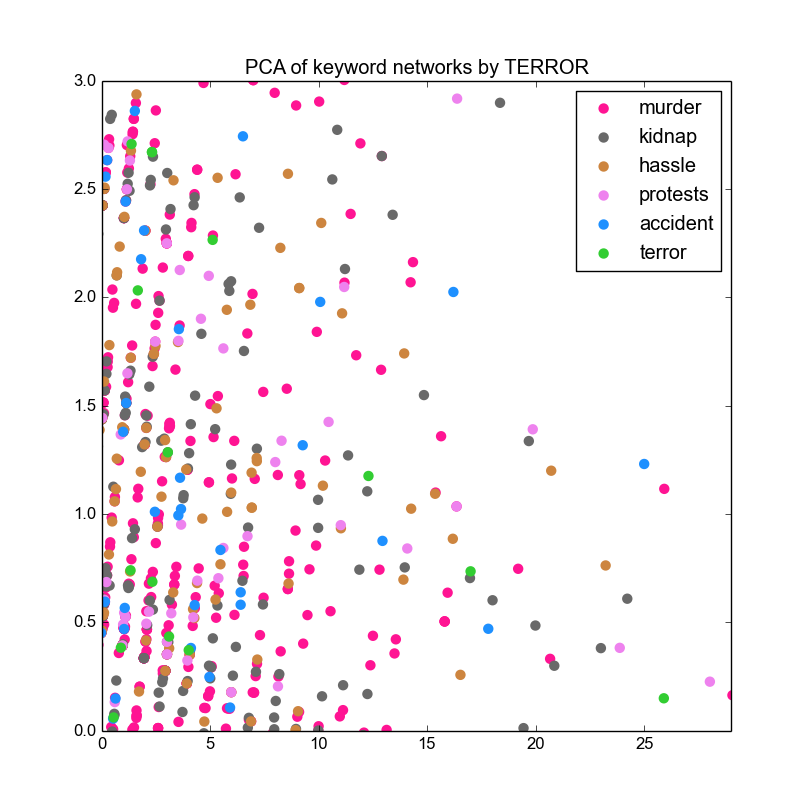 PCA of keyword networks by TERROR
3.0
2.5
2.0
1.5
1.0
0.5
0.0
0 5 10 15 20 25
murder
kidnap
hassle
protests
accident
terror